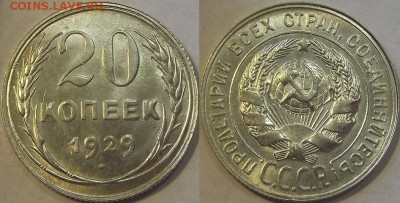 COINS.LAVE.RU
20
КОПЕЕК
1929
ПРОЛЕТАРИИ ВСЕХ СТРАН, СОЕДИНЯЙТЕСЬ!
СССР